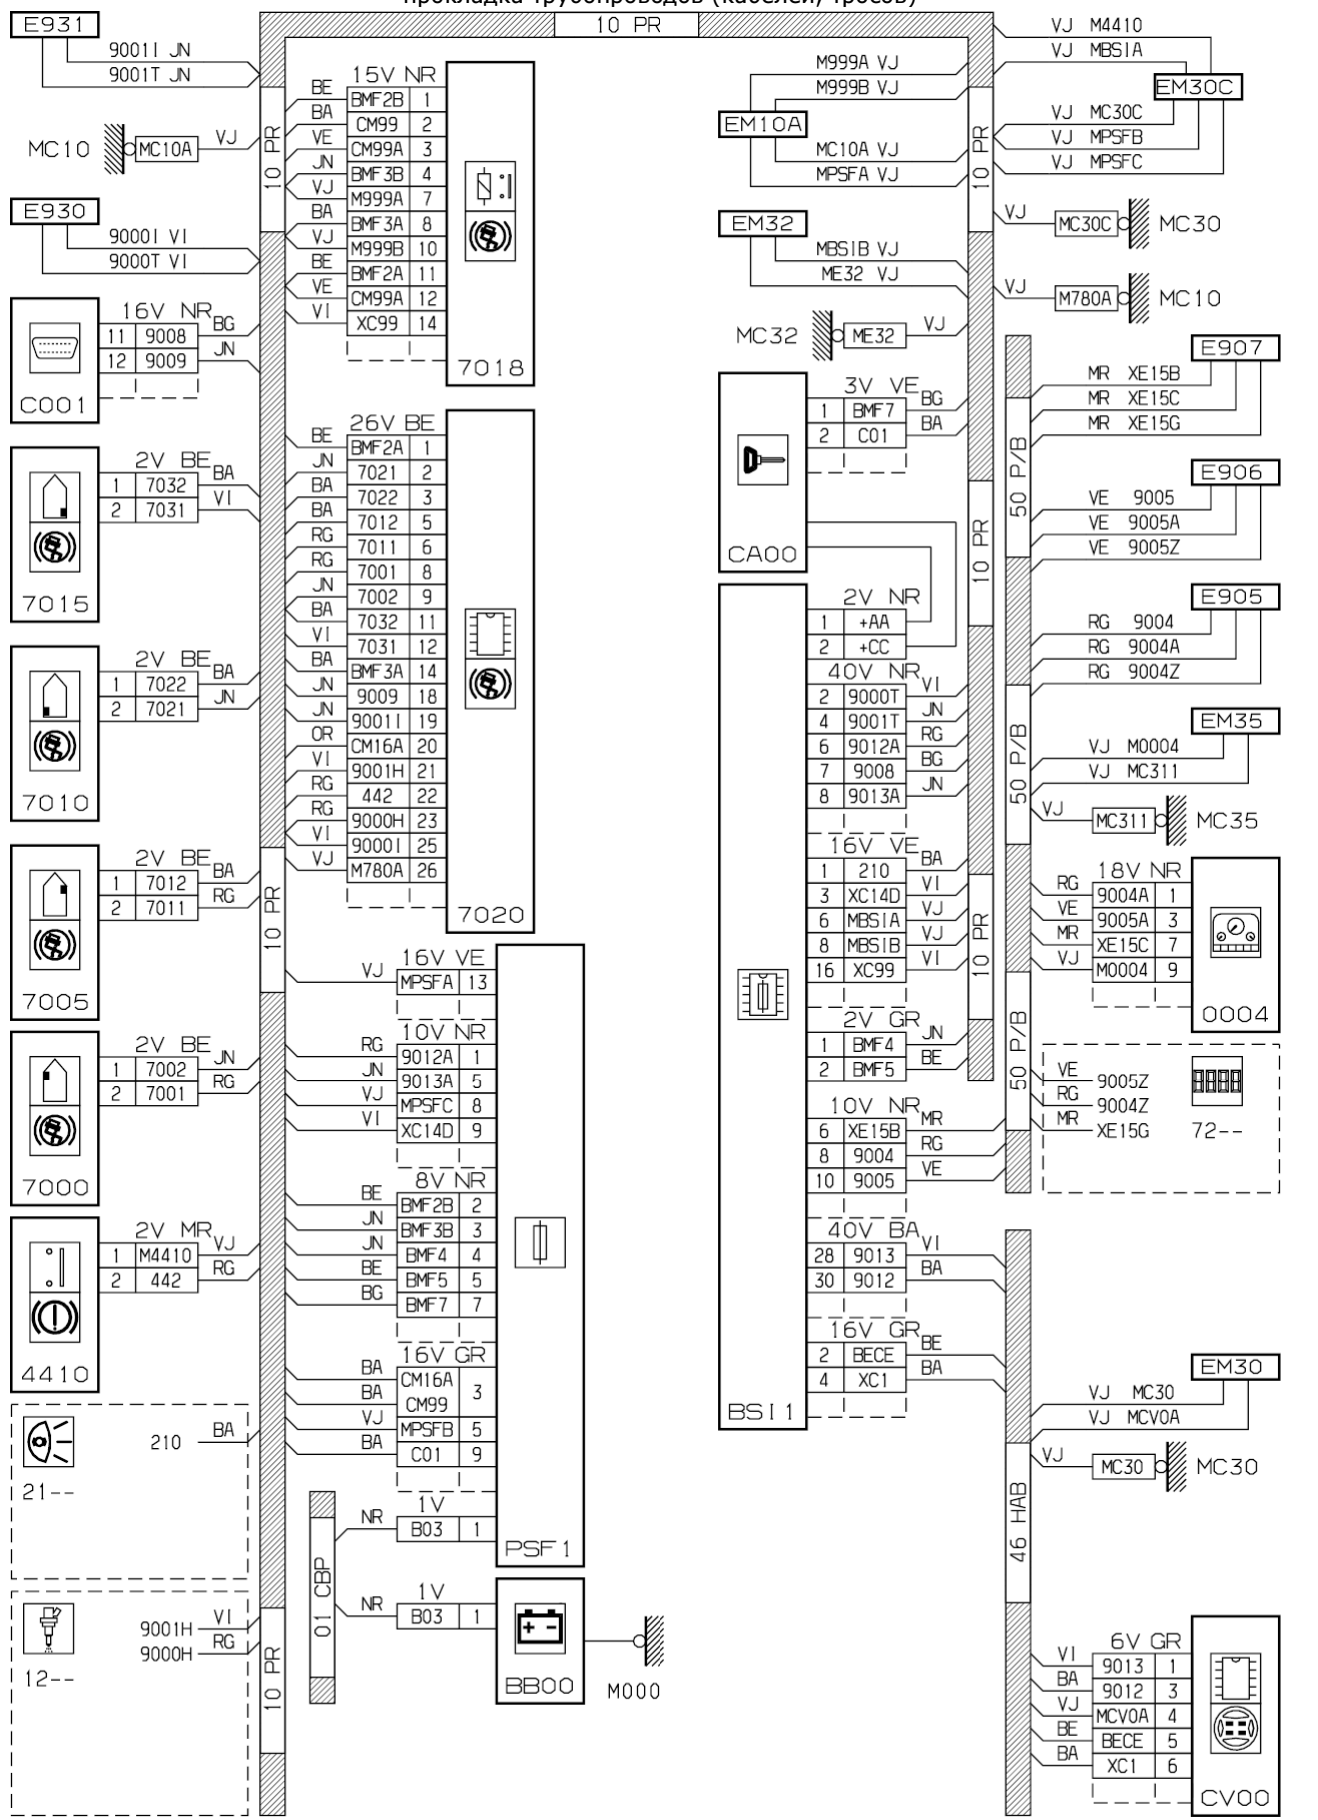 прокладка трубопроводов (кабелей, тросов)
10 PR
E931
9001I JN
9001T JN
MC10
MC10A
VJ
10 PR
E930
9000I VI
9000T VI
16V NR
11 9008 BG
12 9009 JN
C001
2V BE
1 7032 BA
2 7031 VI
7015
2V BE
1 7022 BA
2 7021 JN
7010
2V BE
1 7012 BA
2 7011 RG
7005
10 PR
2V BE
1 7002 JN
2 7001 RG
7000
2V MR
1 M4410 VJ
2 442 RG
4410
210 BA
21--
9001H VI
9000H RG
12--
10 PR
15V NR
BE BMF2B 1
BA CM99 2
VE CM99A 3
JN BMF3B 4
VJ M999A 7
BA BMF3A 8
VJ M999B 10
BE BMF2A 11
VE CM99A 12
VI XC99 14
7018
26V BE
BE BMF2A 1
JN 7021 2
BA 7022 3
BA 7012 5
RG 7011 6
RG 7001 8
JN 7002 9
BA 7032 11
VI 7031 12
BA BMF3A 14
JN 9009 18
JN 9001I 19
OR CM16A 20
VI 9001H 21
RG 442 22
RG 9000H 23
VI 9000I 25
VJ M780A 26
7020
16V VE
VJ MPSFA 13
10V NR
RG 9012A 1
JN 9013A 5
VJ MPSFC 8
VI XC14D 9
8V NR
BE BMF2B 2
JN BMF3B 3
JN BMF4 4
BE BMF5 5
BG BMF7 7
16V GR
BA CM16A 3
BA CM99
VJ MPSFB 5
BA C01 9
1V
NR B03 1
PSF1
01 CBP
1V
NR B03 1
BB00
M000
M999A VJ
M999B VJ
EM10A
MC10A VJ
MPSFA VJ
10 PR
EM32
MBSIB VJ
ME32 VJ
MC32
ME32
VJ
3V VE
1 BMF7 BG
2 C01 BA
CA00
10 PR
2V NR
1 +AA
2 +CC
40V NR
2 9000T VI
4 9001T JN
6 9012A RG
7 9008 BG
8 9013A JN
16V VE
1 210 BA
3 XC14D VI
6 MBSIA VJ
8 MBSIB VJ
16 XC99 VI
10 PR
2V GR
1 BMF4 JN
2 BMF5 BE
10V NR
6 XE15B MR
8 9004 RG
10 9005 VE
40V BA
28 9013 VI
30 9012 BA
16V GR
2 BECE BE
4 XC1 BA
BSI1
VJ M4410
VJ MBSIA
EM30C
VJ MC30C
VJ MPSFB
VJ MPSFC
VJ
MC30C
MC30
VJ
M780A
MC10
E907
MR XE15B
MR XE15C
MR XE15G
50 P/B
E906
VE 9005
VE 9005A
VE 9005Z
E905
RG 9004
RG 9004A
RG 9004Z
50 P/B
EM35
VJ M0004
VJ MC311
VJ
MC311
MC35
18V NR
RG 9004A 1
VE 9005A 3
MR XE15C 7
VJ M0004 9
0004
50 P/B
VE 9005Z
RG 9004Z
MR XE15G
72--
EM30
VJ MC30
VJ MCV0A
VJ
MC30
MC30
46 HAB
6V GR
VI 9013 1
BA 9012 3
VJ MCV0A 4
BE BECE 5
BA XC1 6
CV00